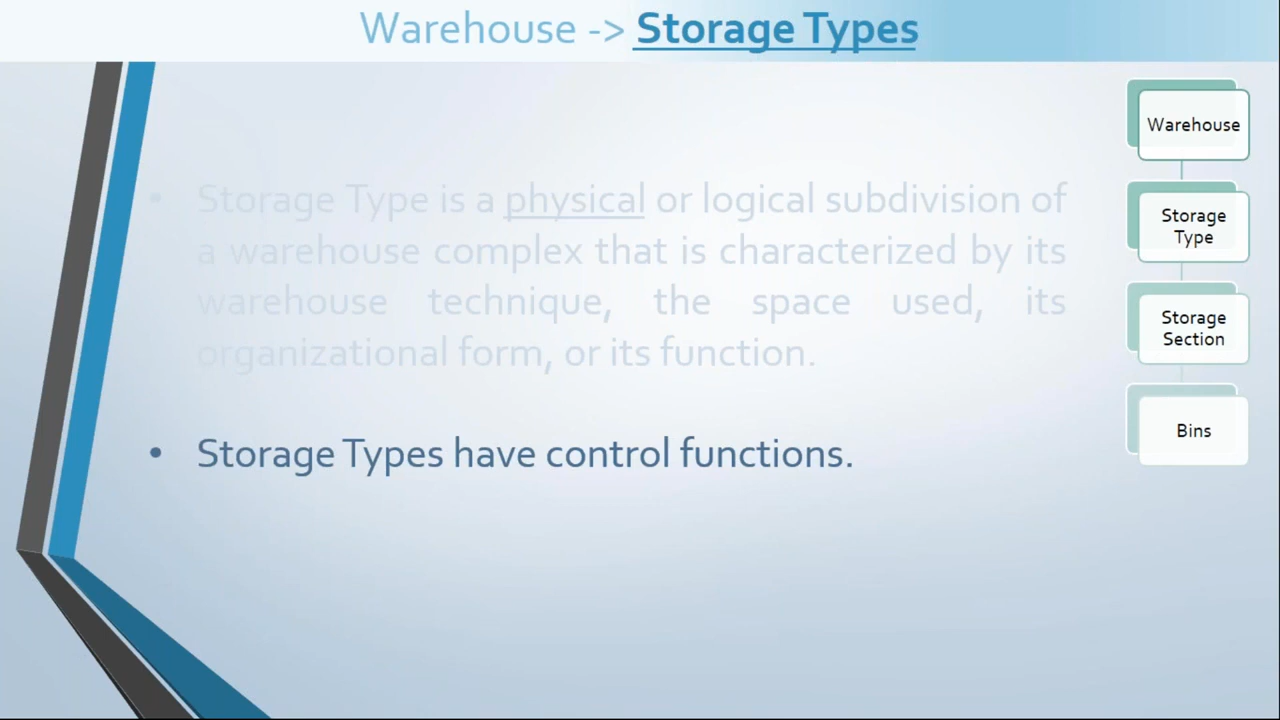 Warehouse -> Storage Types
• Storage Type is a physical or logical subdivision of
a warehouse complex that is characterized by its
warehouse technique, the space used, its
organizational form, or its function.
• Storage Types have control functions.
Warehouse
Storage
Type
Storage
Section
Bins